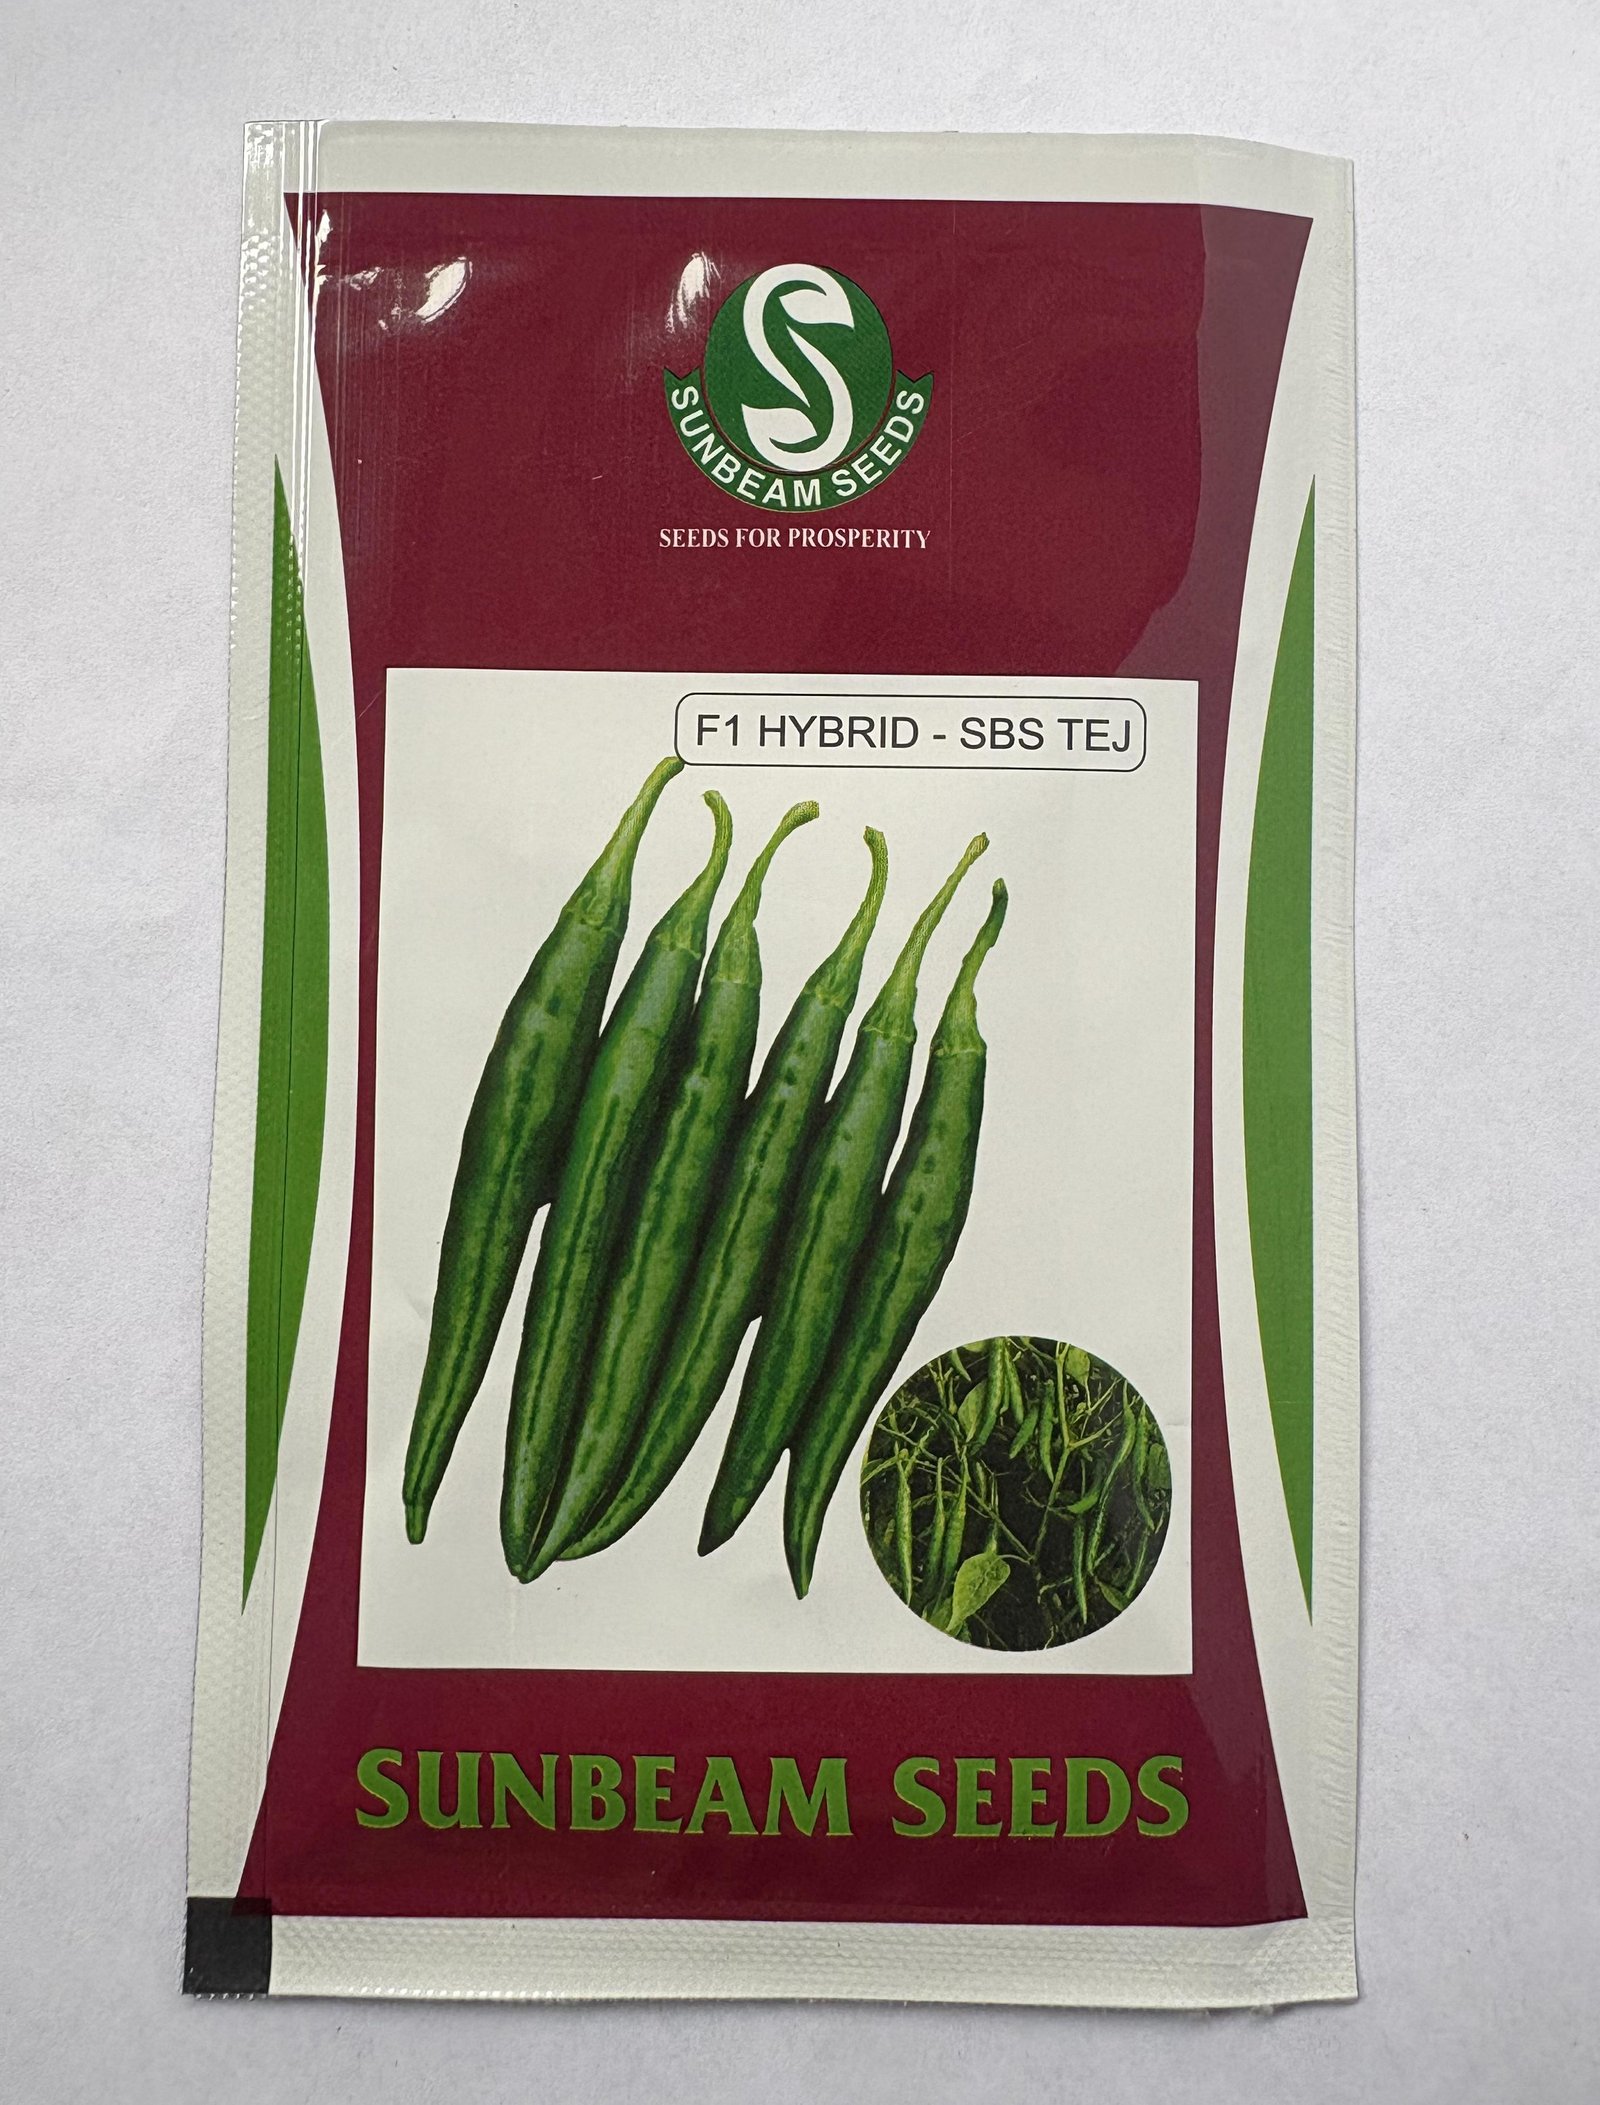 SUNBEAM SEEDS
SEEDS FOR PROSPERITY
F1 HYBRID - SBS TEJ
SUNBEAM SEEDS